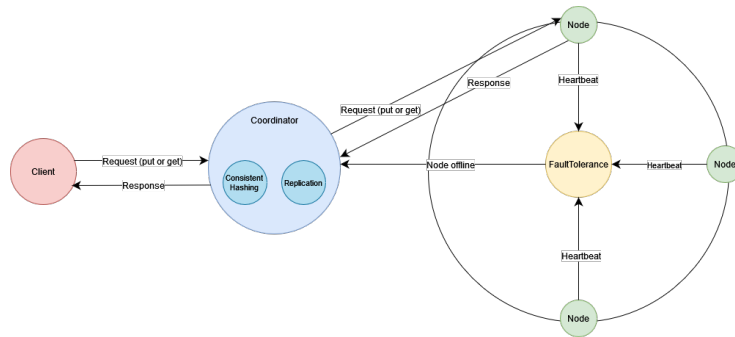 Node
Heartbeat
Request (put or get)
Response
Coordinator
Client
Request (put or get)
Response
Consistent
Hashing
Replication
Node offline
FaultTolerance
Heartbeat
Node
Heartbeat
Node